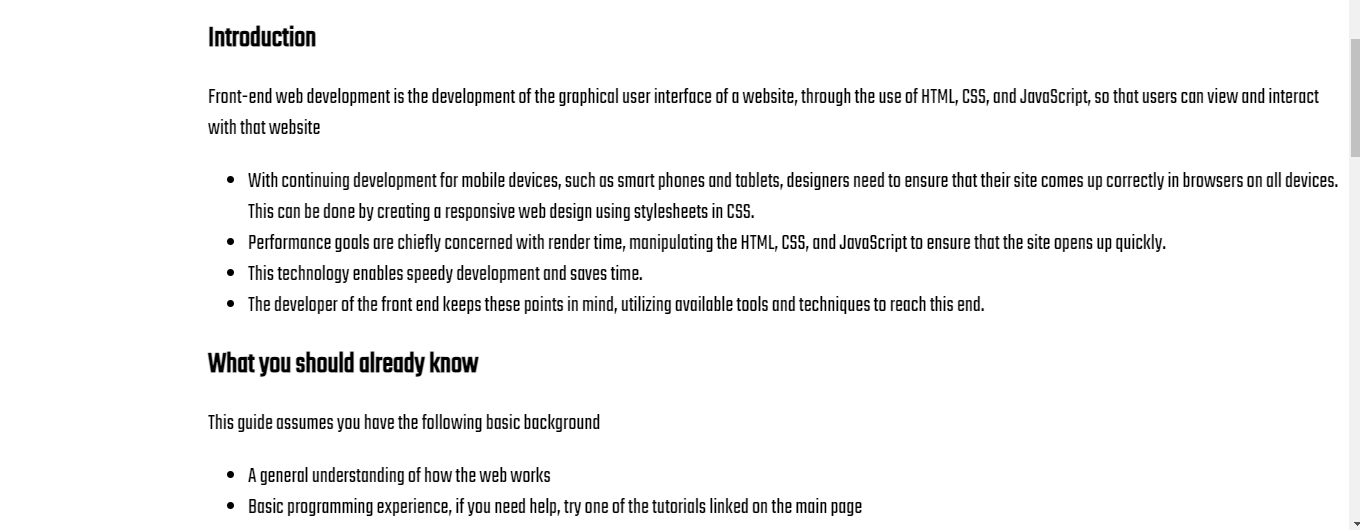 Introduction
Front-end web development is the development of the graphical user interface of a website, through the use of HTML, CSS, and JavaScript, so that users can view and interact
with that website
With continuing development for mobile devices, such as smart phones and tablets, designers need to ensure that their site comes up correctly in browsers on all devices.
This can be done by creating a responsive web design using stylesheets in CSS.
Performance goals are chiefly concerned with render time, manipulating the HTML, CSS, and JavaScript to ensure that the site opens up quickly.
This technology enables speedy development and saves time.
The developer of the front end keeps these points in mind, utilizing available tools and techniques to reach this end.
What you should already know
This guide assumes you have the following basic background
A general understanding of how the web works
Basic programming experience, if you need help, try one of the tutorials linked on the main page